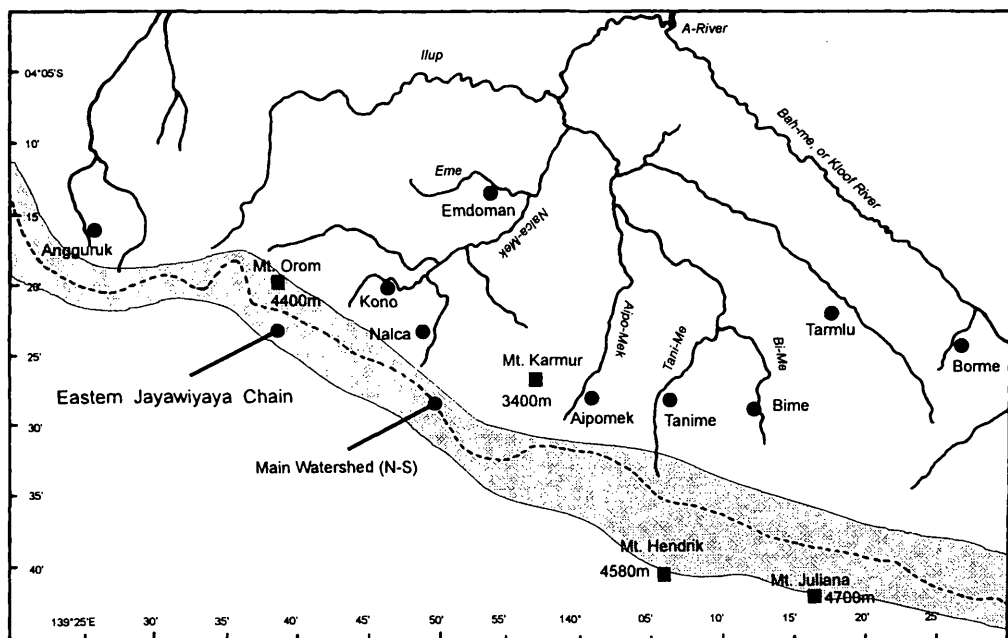 A-River
Ilup
04°05'S
Bah-me, or Kloof River
10'
Eme
Emdoman
15'
Angguruk
Nalca-Mek
Mt. Orom
20'
4400m
Kono
Aipo-Mek
Tani-Me
Bi-Me
Tarmlu
Nalca
25'
Mt. Karmur
3400m
Borme
Eastern Jayawiyaya Chain
Aipomek
Tanime
Bime
30'
Main Watershed (N-S)
35'
Mt. Hendrik
40'
4580m
Mt. Juliana
4700m
139°25'E
30'
35'
40'
45'
50'
55'
140°
05'
10'
15'
20'
25'